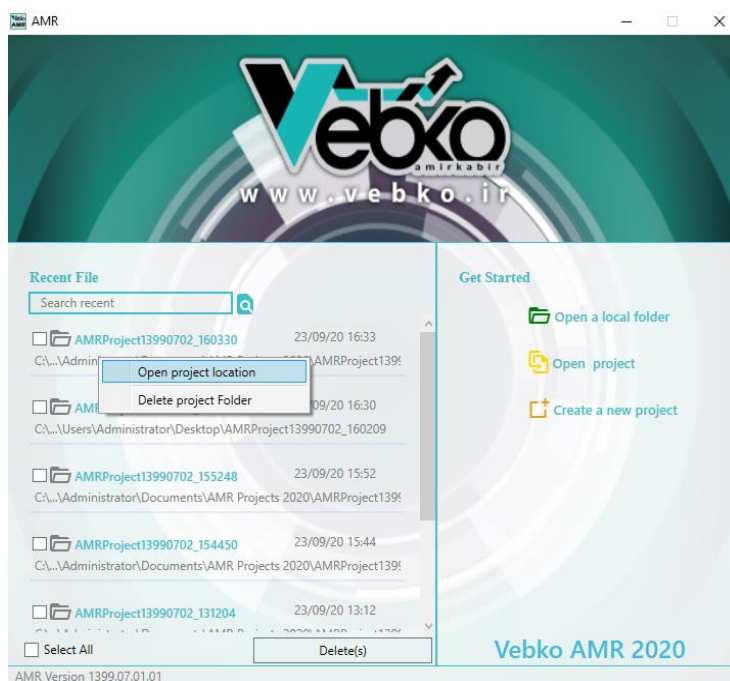 AMR
Vebko
amirkabir
www.vebko.ir
Recent File
Search recent
AMRProject13990702_160330 23/09/20 16:33
C:\...\Admin AMRProject1399
Open project location
Delete project Folder
AM 09/20 16:30
C:\...\Users\Administrator\Desktop\AMRProject13990702_160209
AMRProject13990702_155248 23/09/20 15:52
C:\...\Administrator\Documents\AMR Projects 2020\AMRProject139
AMRProject13990702_154450 23/09/20 15:44
C:\...\Administrator\Documents\AMR Projects 2020\AMRProject139
AMRProject13990702_131204 23/09/20 13:12
Select All
Delete(s)
Get Started
Open a local folder
Open project
Create a new project
Vebko AMR 2020
AMR Version 1399.07.01.01